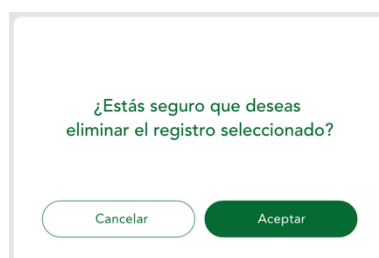 ¿Estás seguro que deseas
eliminar el registro seleccionado?
Cancelar
Aceptar